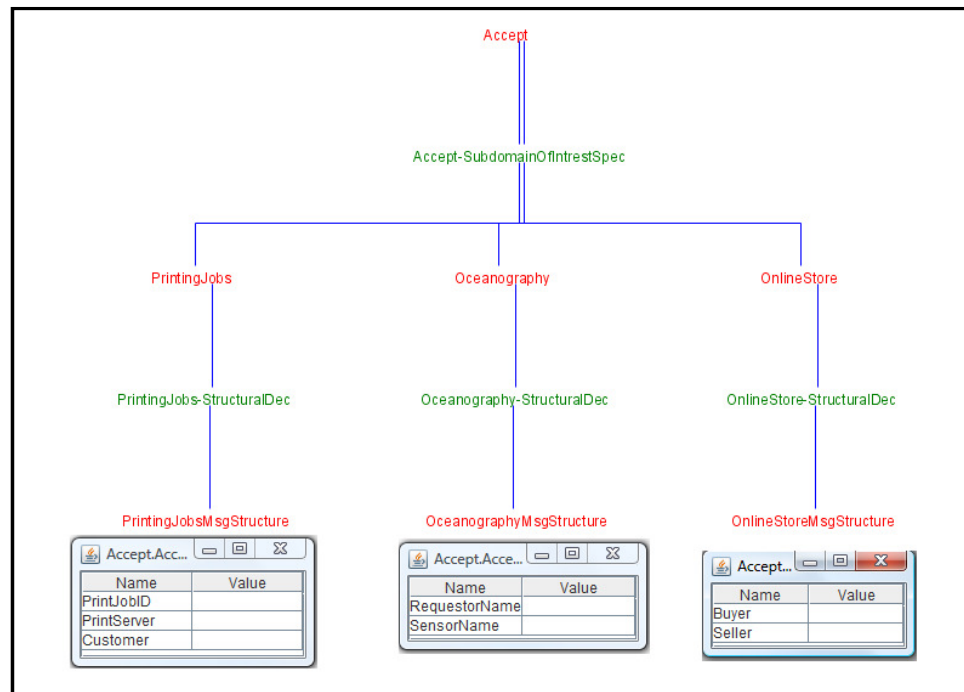 Accept
Accept-SubdomainOfIntrestSpec
PrintingJobs Oceanography OnlineStore
PrintingJobs-StructuralDec Oceanography-StructuralDec OnlineStore-StructuralDec
PrintingJobsMsgStructure OceanographyMsgStructure OnlineStoreMsgStructure
Accept.Acc...
Name Value
PrintJobID
PrintServer
Customer
Accept.Acce...
Name Value
RequestorName
SensorName
Accept...
Name Value
Buyer
Seller